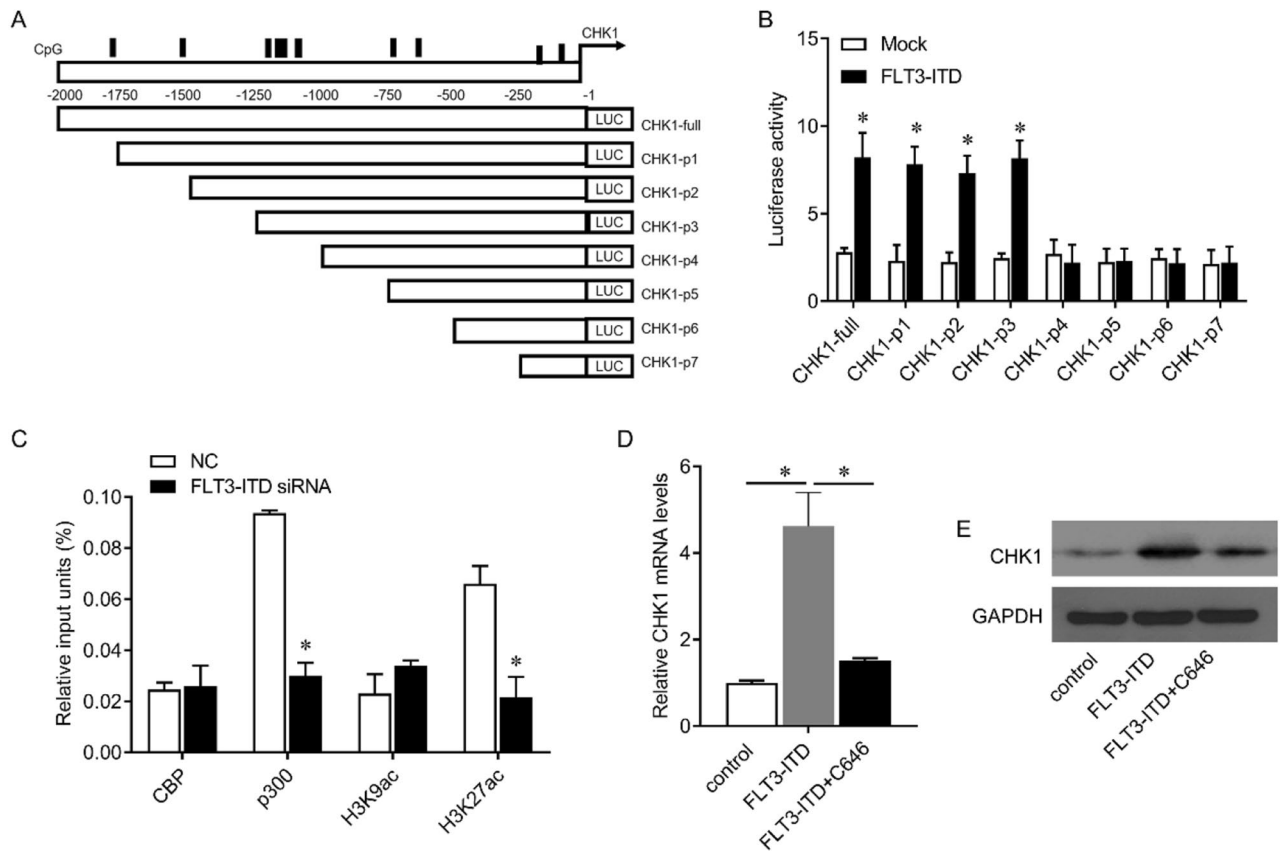 A
CpG
CHK1
-2000 -1750 -1500 -1250 -1000 -750 -500 -250 -1
LUC CHK1-full
LUC CHK1-p1
LUC CHK1-p2
LUC CHK1-p3
LUC CHK1-p4
LUC CHK1-p5
LUC CHK1-p6
LUC CHK1-p7
B
Mock
FLT3-ITD
Luciferase activity
15
10
5
0
* * * *
CHK1-full CHK1-p1 CHK1-p2 CHK1-p3 CHK1-p4 CHK1-p5 CHK1-p6 CHK1-p7
C
NC
FLT3-ITD siRNA
Relative input units (%)
0.10
0.08
0.06
0.04
0.02
0.00
* *
CBP p300 H3K9ac H3K27ac
D
Relative CHK1 mRNA levels
6
4
2
0
* *
control FLT3-ITD FLT3-ITD+C646
E
CHK1
GAPDH
control FLT3-ITD FLT3-ITD+C646